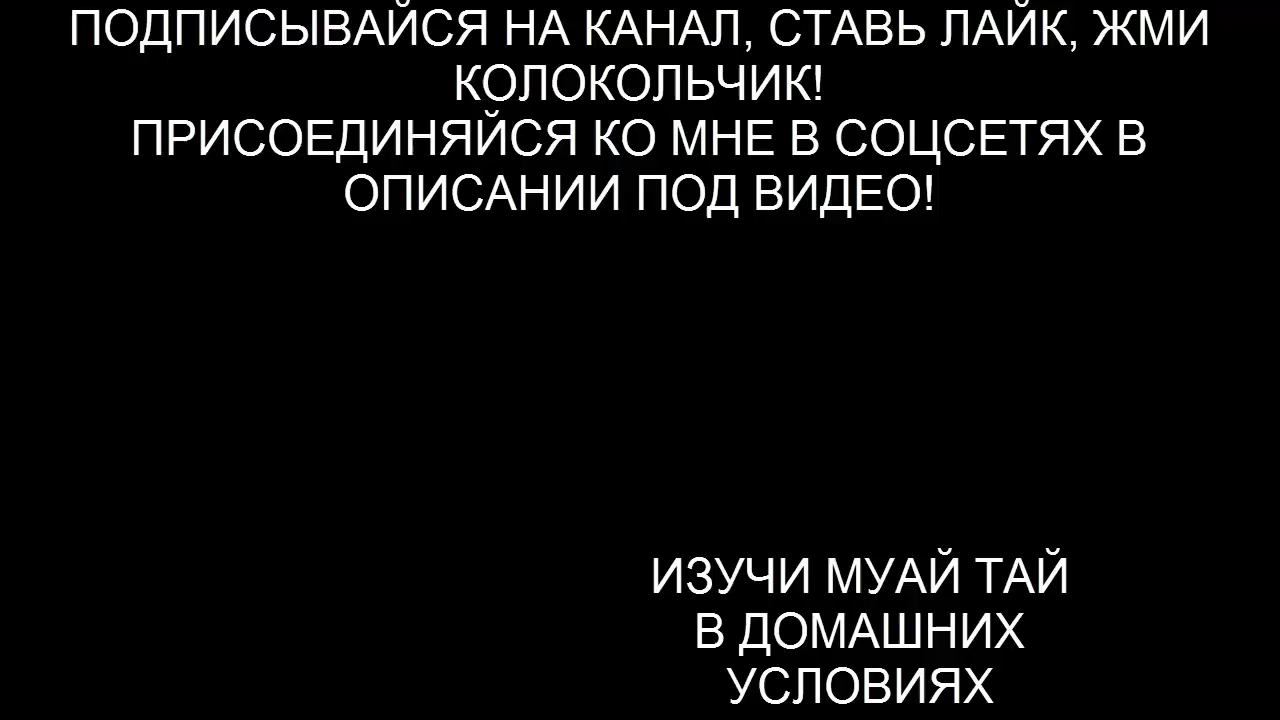 ПОДПИСЫВАЙСЯ НА КАНАЛ, СТАВЬ ЛАЙК, ЖМИ
КОЛОКОЛЬЧИК!
ПРИСОЕДИНЯЙСЯ КО МНЕ В СОЦСЕТЯХ В
ОПИСАНИИ ПОД ВИДЕО!
ИЗУЧИ МУАЙ ТАЙ
В ДОМАШНИХ
УСЛОВИЯХ